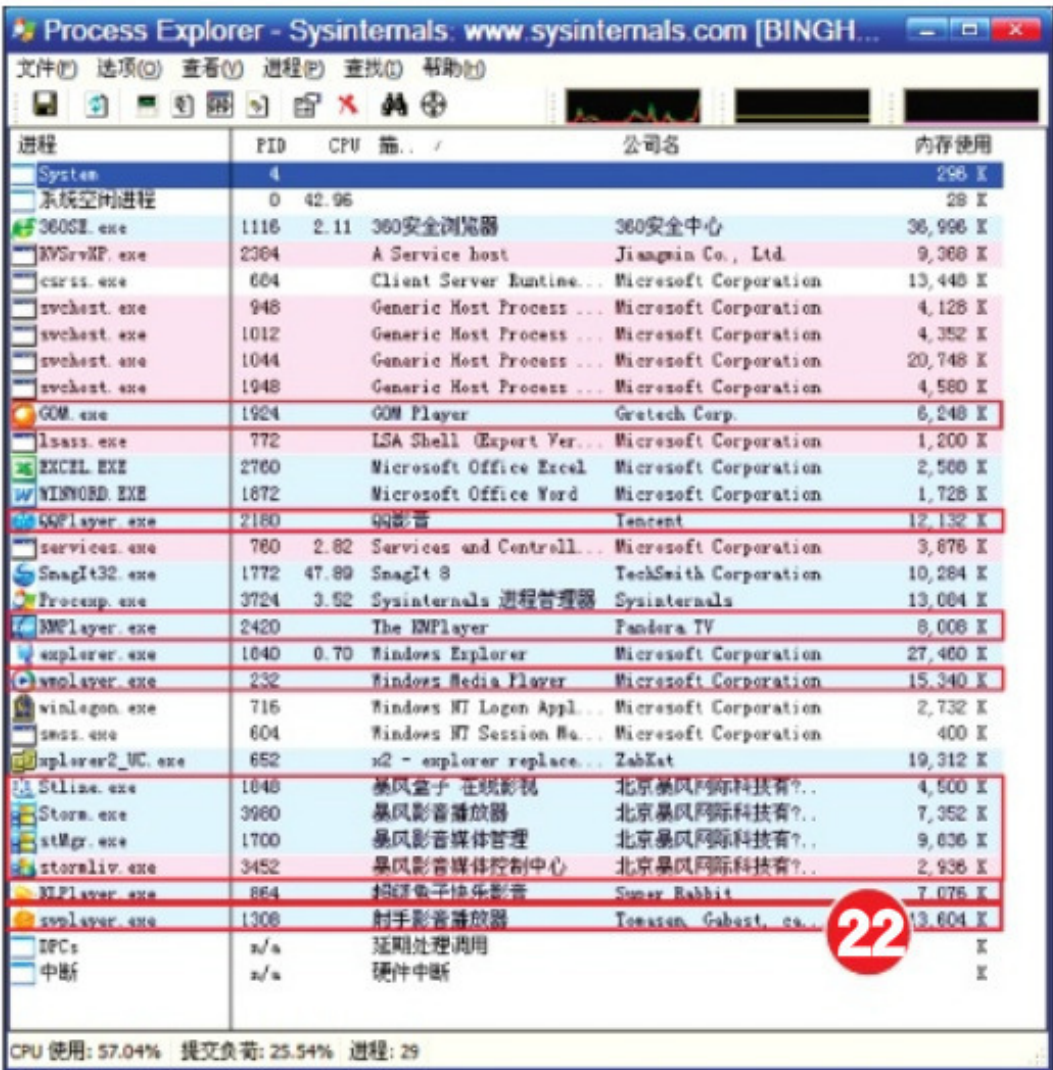 Process Explorer - Sysinternals: www.sysinternals.com [BINGH...
文件(F) 选项(O) 查看(V) 进程(P) 查找(I) 帮助(H)
进程 PID CPU 描.. / 公司名 内存使用
System 4 296 K
系统空闲进程 0 42.96 28 K
360SE.exe 1116 2.11 360安全浏览器 360安全中心 36,996 K
KVSrvXP.exe 2384 A Service host Jiangmin Co., Ltd 9,368 K
csrss.exe 684 Client Server Runtime... Microsoft Corporation 13,448 K
svchost.exe 948 Generic Host Process ... Microsoft Corporation 4,128 K
svchost.exe 1012 Generic Host Process ... Microsoft Corporation 4,352 K
svchost.exe 1044 Generic Host Process ... Microsoft Corporation 20,748 K
svchost.exe 1948 Generic Host Process ... Microsoft Corporation 4,580 K
GOM.exe 1924 GOM Player Gretech Corp. 6,248 K
lsass.exe 772 LSA Shell (Export Ver... Microsoft Corporation 1,200 K
EXCEL.EXE 2760 Microsoft Office Excel Microsoft Corporation 2,588 K
WINWORD.EXE 1872 Microsoft Office Word Microsoft Corporation 1,728 K
QQPlayer.exe 2180 QQ影音 Tencent 12,132 K
services.exe 760 2.82 Services and Controll... Microsoft Corporation 3,876 K
SnagIt32.exe 1772 47.89 SnagIt 8 TechSmith Corporation 10,284 K
Procexp.exe 3724 3.52 Sysinternals 进程管理器 Sysinternals 13,084 K
KMPlayer.exe 2420 The KMPlayer Pandora TV 8,008 K
explorer.exe 1840 0.70 Windows Explorer Microsoft Corporation 27,460 K
wmplayer.exe 232 Windows Media Player Microsoft Corporation 15,340 K
winlogon.exe 716 Windows NT Logon Appl... Microsoft Corporation 2,732 K
smss.exe 604 Windows NT Session Ma... Microsoft Corporation 400 K
xplorer2_UC.exe 652 x2 - explorer replace... ZabKat 19,312 K
Stline.exe 1848 暴风盒子 在线影视 北京暴风网际科技有?.. 4,500 K
Storm.exe 3980 暴风影音播放器 北京暴风网际科技有?.. 7,352 K
stMgr.exe 1700 暴风影音媒体管理 北京暴风网际科技有?.. 9,636 K
stormliv.exe 3452 暴风影音媒体控制中心 北京暴风网际科技有?.. 2,936 K
KLPlayer.exe 864 超级兔子快乐影音 Super Rabbit 7,076 K
svplayer.exe 1308 射手影音播放器 Tomasen, Gabest, ca.. 13,604 K
22
DPCs n/a 延期处理调用 K
中断 n/a 硬件中断 K
CPU 使用: 57.04% 提交负荷: 25.54% 进程: 29